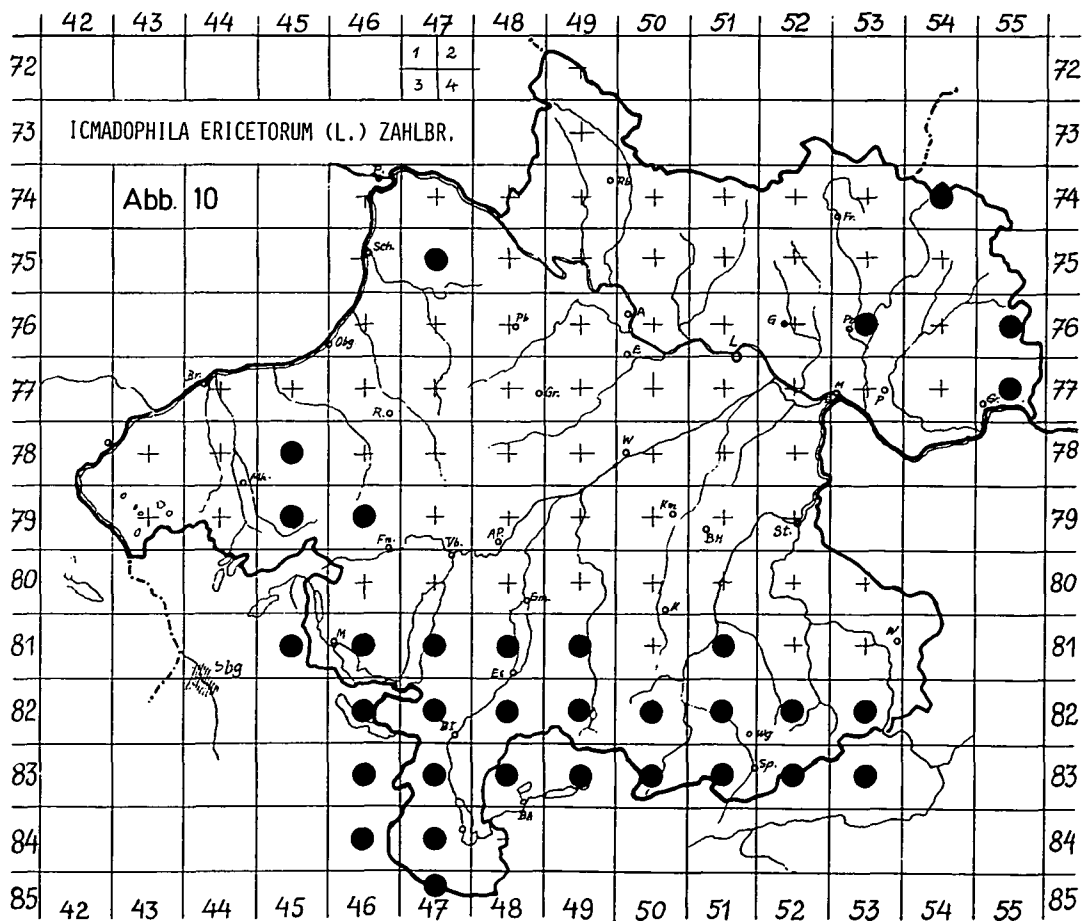 42 43 44 45 46 47 48 49 50 51 52 53 54 55
72 1 2 72
3 4
73 ICMADOPHILA ERICETORUM (L.) ZAHLBR. 73
P.
74 Abb. 10 Rb. Fr. 74
75 Sch. 75
76 Obg Pb A G Pr. 76
L
E
77 Br. R. Gr. M P Gr. 77
78 W 78
Mh.
79 Km 79
Fr. Vb. AP. BH St.
80 Gm. K 80
81 M W 81
Sbg Es
82 BI Wg 82
83 Sp. 83
BA
84 84
85 42 43 44 45 46 47 48 49 50 51 52 53 54 55 85